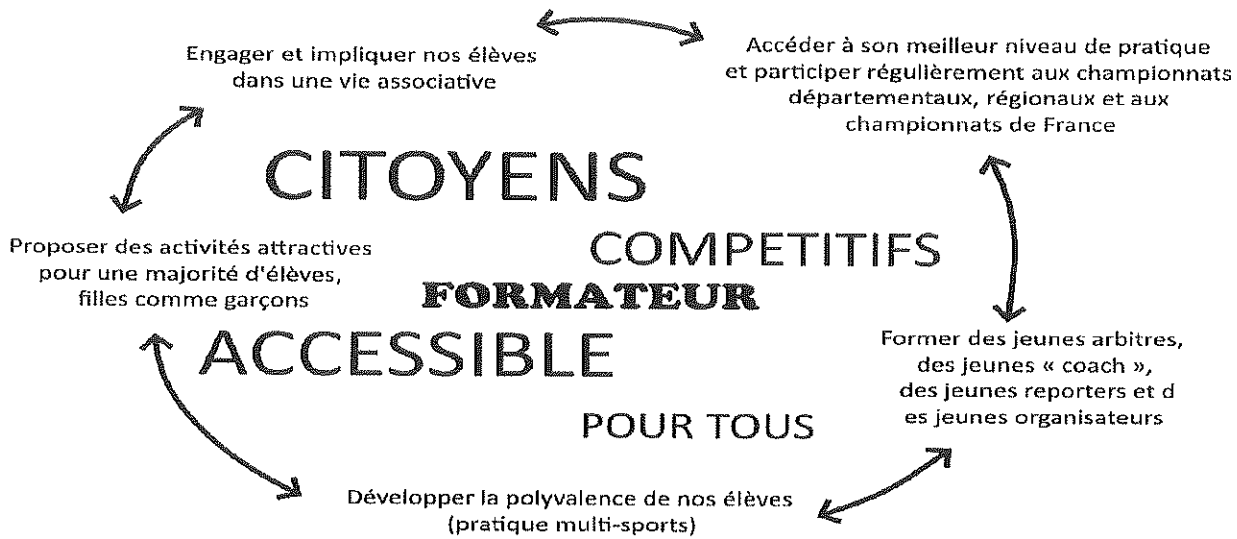 Engager et impliquer nos élèves
dans une vie associative
Accéder à son meilleur niveau de pratique
et participer régulièrement aux championnats
départementaux, régionaux et aux
championnats de France
CITOYENS
COMPETITIFS
Proposer des activités attractives
pour une majorité d'élèves,
filles comme garçons
FORMATEUR
ACCESSIBLE
Former des jeunes arbitres,
des jeunes « coach »,
des jeunes reporters et d
es jeunes organisateurs
POUR TOUS
Développer la polyvalence de nos élèves
(pratique multi-sports)